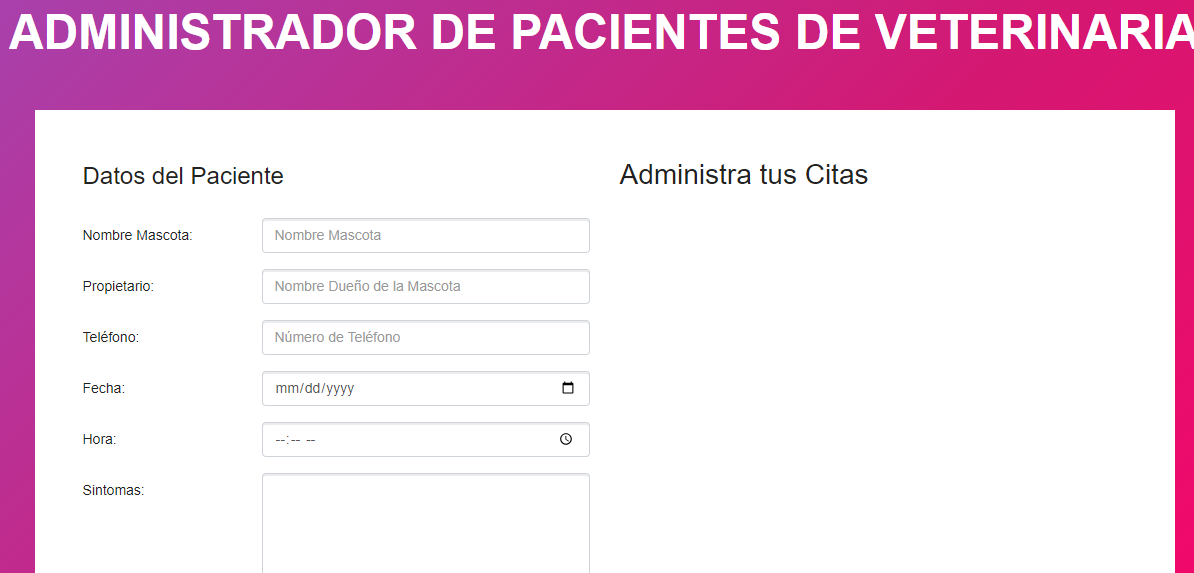 ADMINISTRADOR DE PACIENTES DE VETERINARIA
Datos del Paciente
Nombre Mascota: Nombre Mascota
Propietario: Nombre Dueño de la Mascota
Teléfono: Número de Teléfono
Fecha: mm/dd/yyyy
Hora: --:-- --
Sintomas:
Administra tus Citas